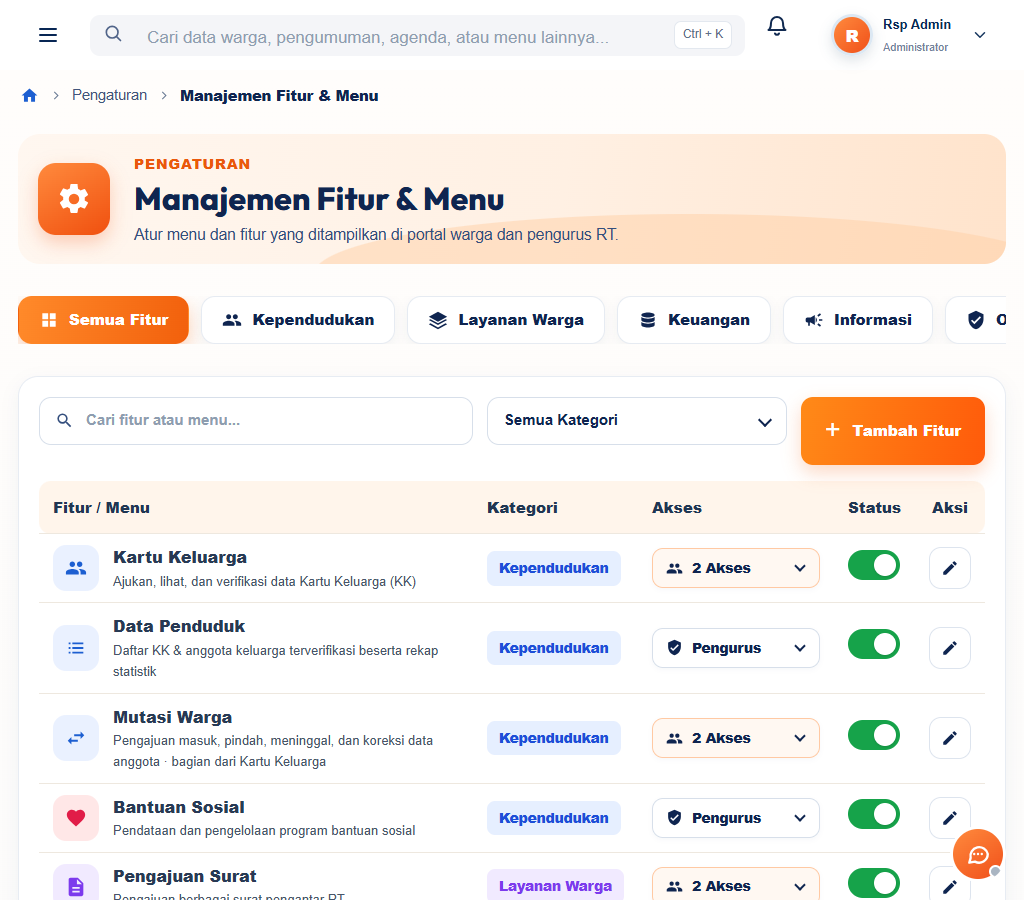 Cari data warga, pengumuman, agenda, atau menu lainnya...
Ctrl + K
R
Rsp Admin
Administrator
Pengaturan
Manajemen Fitur & Menu
PENGATURAN
Manajemen Fitur & Menu
Atur menu dan fitur yang ditampilkan di portal warga dan pengurus RT.
Semua Fitur
Kependudukan
Layanan Warga
Keuangan
Informasi
Cari fitur atau menu...
Semua Kategori
+ Tambah Fitur
Fitur / Menu
Kategori
Akses
Status
Aksi
Kartu Keluarga
Ajukan, lihat, dan verifikasi data Kartu Keluarga (KK)
Kependudukan
2 Akses
Data Penduduk
Daftar KK & anggota keluarga terverifikasi beserta rekap
statistik
Kependudukan
Pengurus
Mutasi Warga
Pengajuan masuk, pindah, meninggal, dan koreksi data
anggota · bagian dari Kartu Keluarga
Kependudukan
2 Akses
Bantuan Sosial
Pendataan dan pengelolaan program bantuan sosial
Kependudukan
Pengurus
Pengajuan Surat
Pengajuan berbagai surat pengantar RT
Layanan Warga
2 Akses